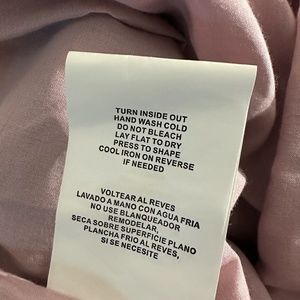 TURN INSIDE OUT
HAND WASH COLD
DO NOT BLEACH
LAY FLAT TO DRY
PRESS TO SHAPE
COOL IRON ON REVERSE
IF NEEDED
VOLTEAR AL REVES
LAVADO A MANO CON AGUA FRIA
NO USE BLANQUEADOR
REMODELAR,
SECA SOBRE SUPERFICIE PLANO
PLANCHA FRIO AL REVES,
SI SE NECESITE